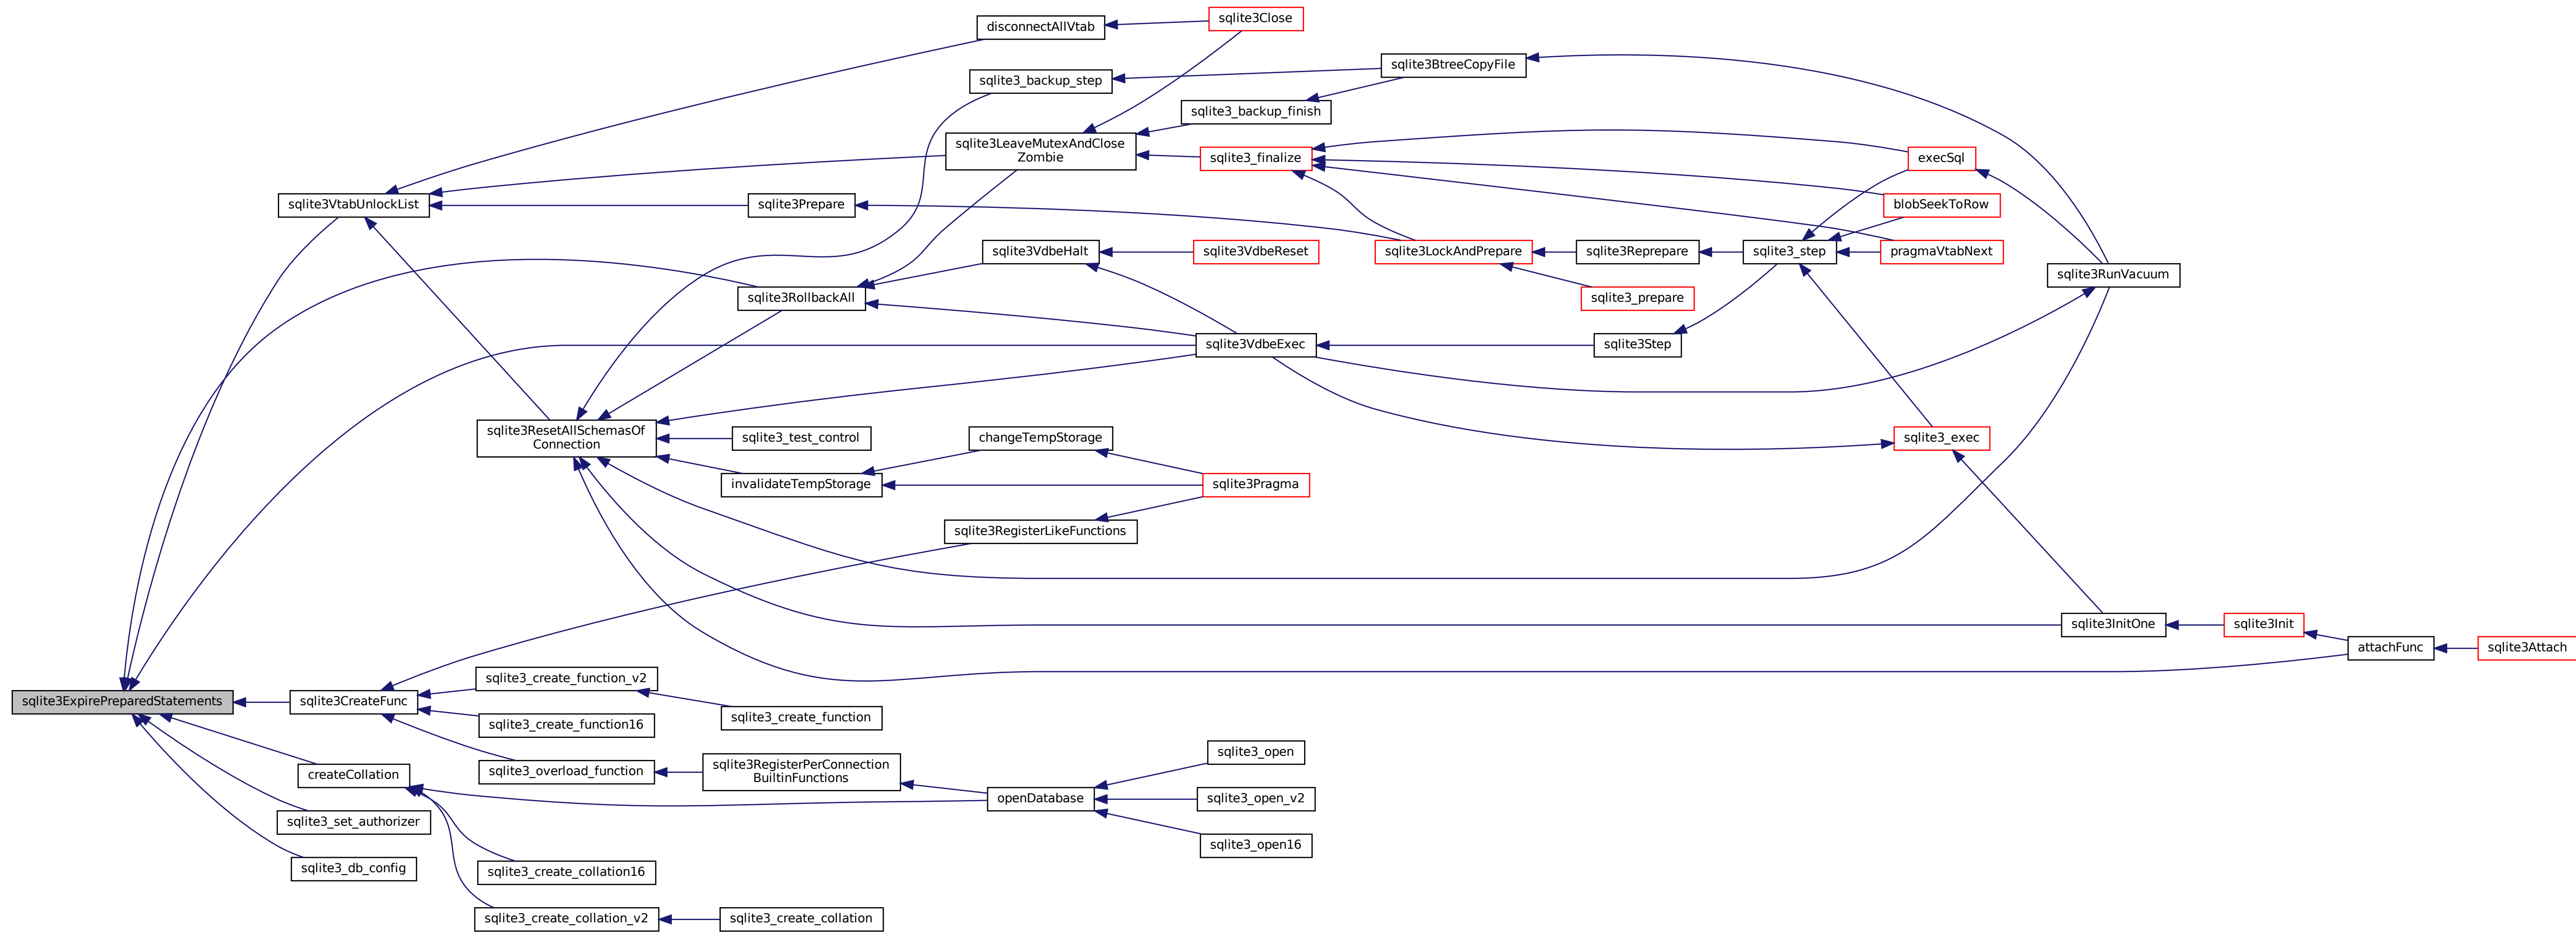 disconnectAllVtab
sqlite3Close
sqlite3_backup_step
sqlite3BtreeCopyFile
sqlite3_backup_finish
sqlite3LeaveMutexAndClose
Zombie
sqlite3_finalize
execSql
sqlite3VtabUnlockList
sqlite3Prepare
blobSeekToRow
sqlite3VdbeHalt
sqlite3VdbeReset
sqlite3LockAndPrepare
sqlite3Reprepare
sqlite3_step
pragmaVtabNext
sqlite3RunVacuum
sqlite3RollbackAll
sqlite3_prepare
sqlite3VdbeExec
sqlite3Step
sqlite3ResetAllSchemasOf
Connection
sqlite3_test_control
changeTempStorage
sqlite3_exec
invalidateTempStorage
sqlite3Pragma
sqlite3RegisterLikeFunctions
sqlite3InitOne
sqlite3Init
attachFunc
sqlite3Attach
sqlite3ExpirePreparedStatements
sqlite3CreateFunc
sqlite3_create_function_v2
sqlite3_create_function
sqlite3_create_function16
sqlite3_overload_function
sqlite3RegisterPerConnection
BuiltinFunctions
sqlite3_open
createCollation
openDatabase
sqlite3_open_v2
sqlite3_set_authorizer
sqlite3_open16
sqlite3_db_config
sqlite3_create_collation16
sqlite3_create_collation_v2
sqlite3_create_collation